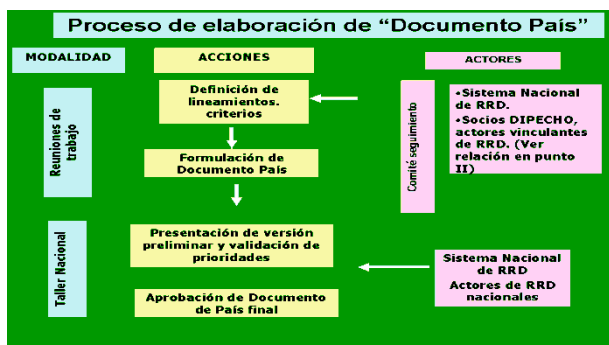 Proceso de elaboración de “Documento País”
MODALIDAD
ACCIONES
ACTORES
Reuniones de
trabajo
Definición de
lineamientos.
criterios
Formulación de
Documento País
Comité seguimiento
•Sistema Nacional
de RRD.
•Socios DIPECHO,
actores vinculantes
de RRD. (Ver
relación en punto
II)
Taller Nacional
Presentación de versión
preliminar y validación de
prioridades
Aprobación de Documento
de País final
Sistema Nacional
de RRD
Actores de RRD
nacionales